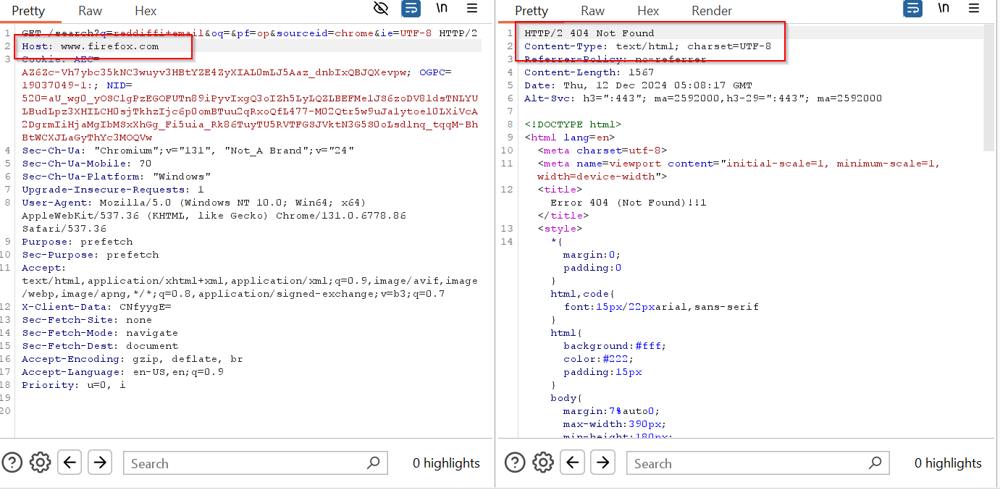 Pretty Raw Hex \n
1 GET /search?q=rediffi+email&oq=&pf=op&sourceid=chrome&ie=UTF-8 HTTP/2
2 Host: www.firefox.com
3 Cookie: AEC=
AZ6Zc-Vh7ybc35kNC3wuyv3HBtYZE4ZyXIAL0mLJ5Aaz_dnbIxQBJQXevpw; OGPC=
19037049-1:; NID=
520=aU_wg0_yOSClgPzEGOFUTn89iPyvIxgQ3oIZh5LyLQZLBEFMelJS6zoDV8ldsTNLYU
LBudLpz3XHILCH0sjTkhzIjc6p0omBTuu2qRxoQfL477-M02Qtr5w9uJa1ytoel0LXiVcA
2DgrmIiHjaMgIbMSxXhGg_Fi5uia_Rk86TuyTU5RVTFGSJVktN3G5S0oLsdlnq_tqqM-Bh
BtWCXJLaGyThYc3MOQVw
4 Sec-Ch-Ua: "Chromium";v="131", "Not_A Brand";v="24"
5 Sec-Ch-Ua-Mobile: ?0
6 Sec-Ch-Ua-Platform: "Windows"
7 Upgrade-Insecure-Requests: 1
8 User-Agent: Mozilla/5.0 (Windows NT 10.0; Win64; x64)
AppleWebKit/537.36 (KHTML, like Gecko) Chrome/131.0.6778.86
Safari/537.36
9 Purpose: prefetch
10 Sec-Purpose: prefetch
11 Accept:
text/html,application/xhtml+xml,application/xml;q=0.9,image/avif,image
/webp,image/apng,*/*;q=0.8,application/signed-exchange;v=b3;q=0.7
12 X-Client-Data: CNfyygE=
13 Sec-Fetch-Site: none
14 Sec-Fetch-Mode: navigate
15 Sec-Fetch-Dest: document
16 Accept-Encoding: gzip, deflate, br
17 Accept-Language: en-US,en;q=0.9
18 Priority: u=0, i
19
20
Search 0 highlights
Pretty Raw Hex Render \n
1 HTTP/2 404 Not Found
2 Content-Type: text/html; charset=UTF-8
3 Referrer-Policy: no-referrer
4 Content-Length: 1567
5 Date: Thu, 12 Dec 2024 05:08:17 GMT
6 Alt-Svc: h3=":443"; ma=2592000,h3-29=":443"; ma=2592000
7
8 <!DOCTYPE html>
9 <html lang=en>
10 <meta charset=utf-8>
11 <meta name=viewport content="initial-scale=1, minimum-scale=1,
width=device-width">
12 <title>
Error 404 (Not Found)!!1
</title>
13 <style>
14 *{
margin:0;
padding:0
}
html,code{
font:15px/22pxarial,sans-serif
}
html{
background:#fff;
color:#222;
padding:15px
}
body{
margin:7%auto0;
max-width:390px;
min-height:180px;
Search 0 highlights